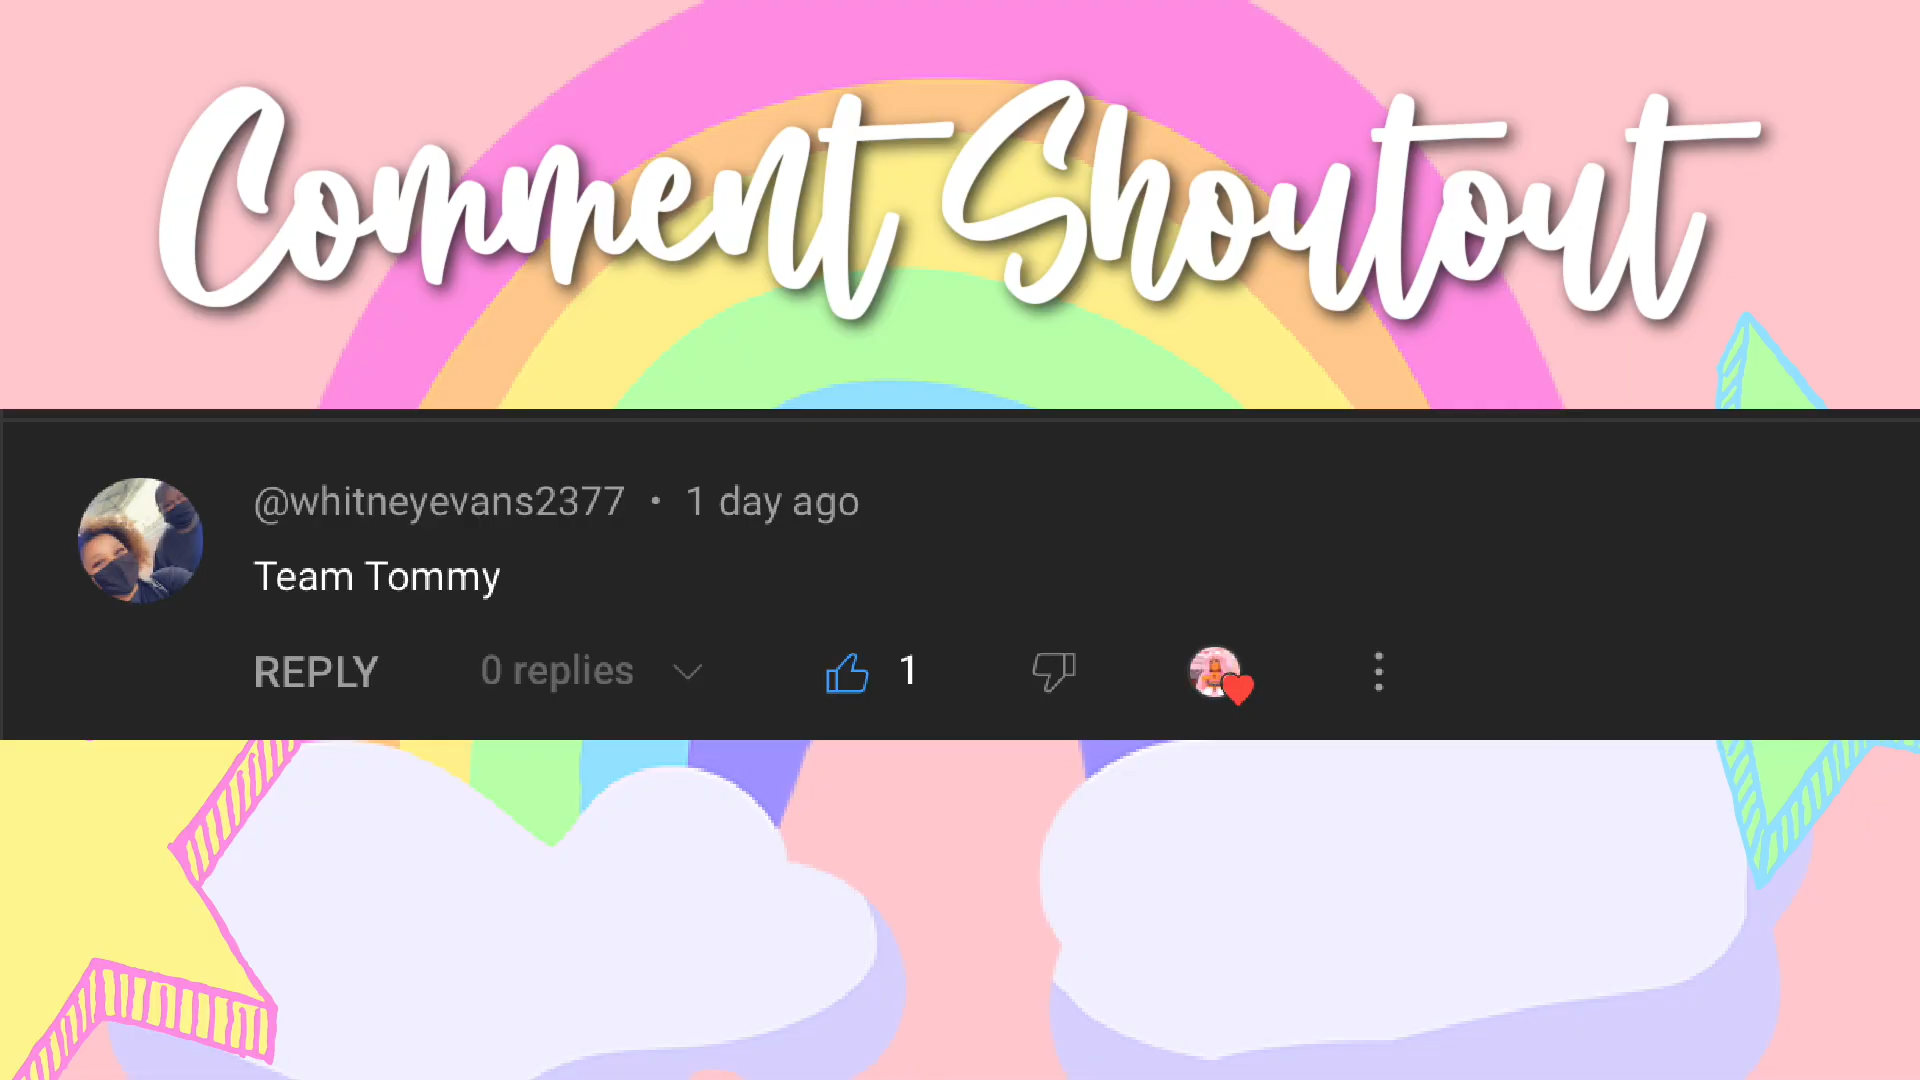 Comment Shoutout
@whitneyevans2377 • 1 day ago
Team Tommy
REPLY 0 replies 1